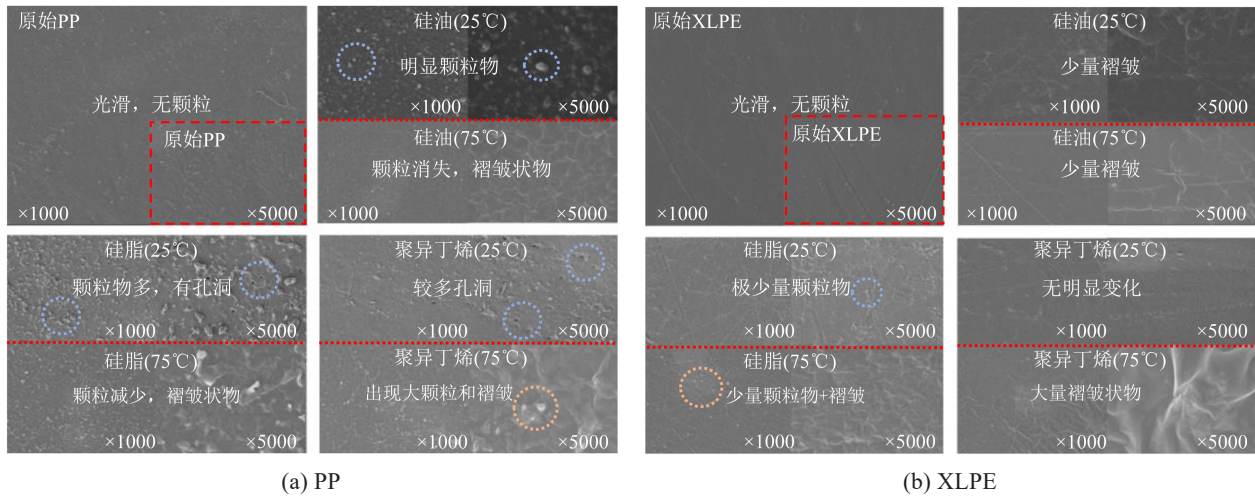 原始PP
光滑，无颗粒
原始PP
×1000
×5000
硅油(25℃)
明显颗粒物
×1000
×5000
硅油(75℃)
颗粒消失，褶皱状物
×1000
×5000
硅脂(25℃)
颗粒物多，有孔洞
×1000
×5000
硅脂(75℃)
颗粒减少，褶皱状物
×1000
×5000
聚异丁烯(25℃)
较多孔洞
×1000
×5000
聚异丁烯(75℃)
出现大颗粒和褶皱
×1000
×5000
(a) PP
原始XLPE
光滑，无颗粒
原始XLPE
×1000
×5000
硅油(25℃)
少量褶皱
×1000
×5000
硅油(75℃)
少量褶皱
×1000
×5000
硅脂(25℃)
极少量颗粒物
×1000
×5000
硅脂(75℃)
少量颗粒物+褶皱
×1000
×5000
聚异丁烯(25℃)
无明显变化
×1000
×5000
聚异丁烯(75℃)
大量褶皱状物
×1000
×5000
(b) XLPE